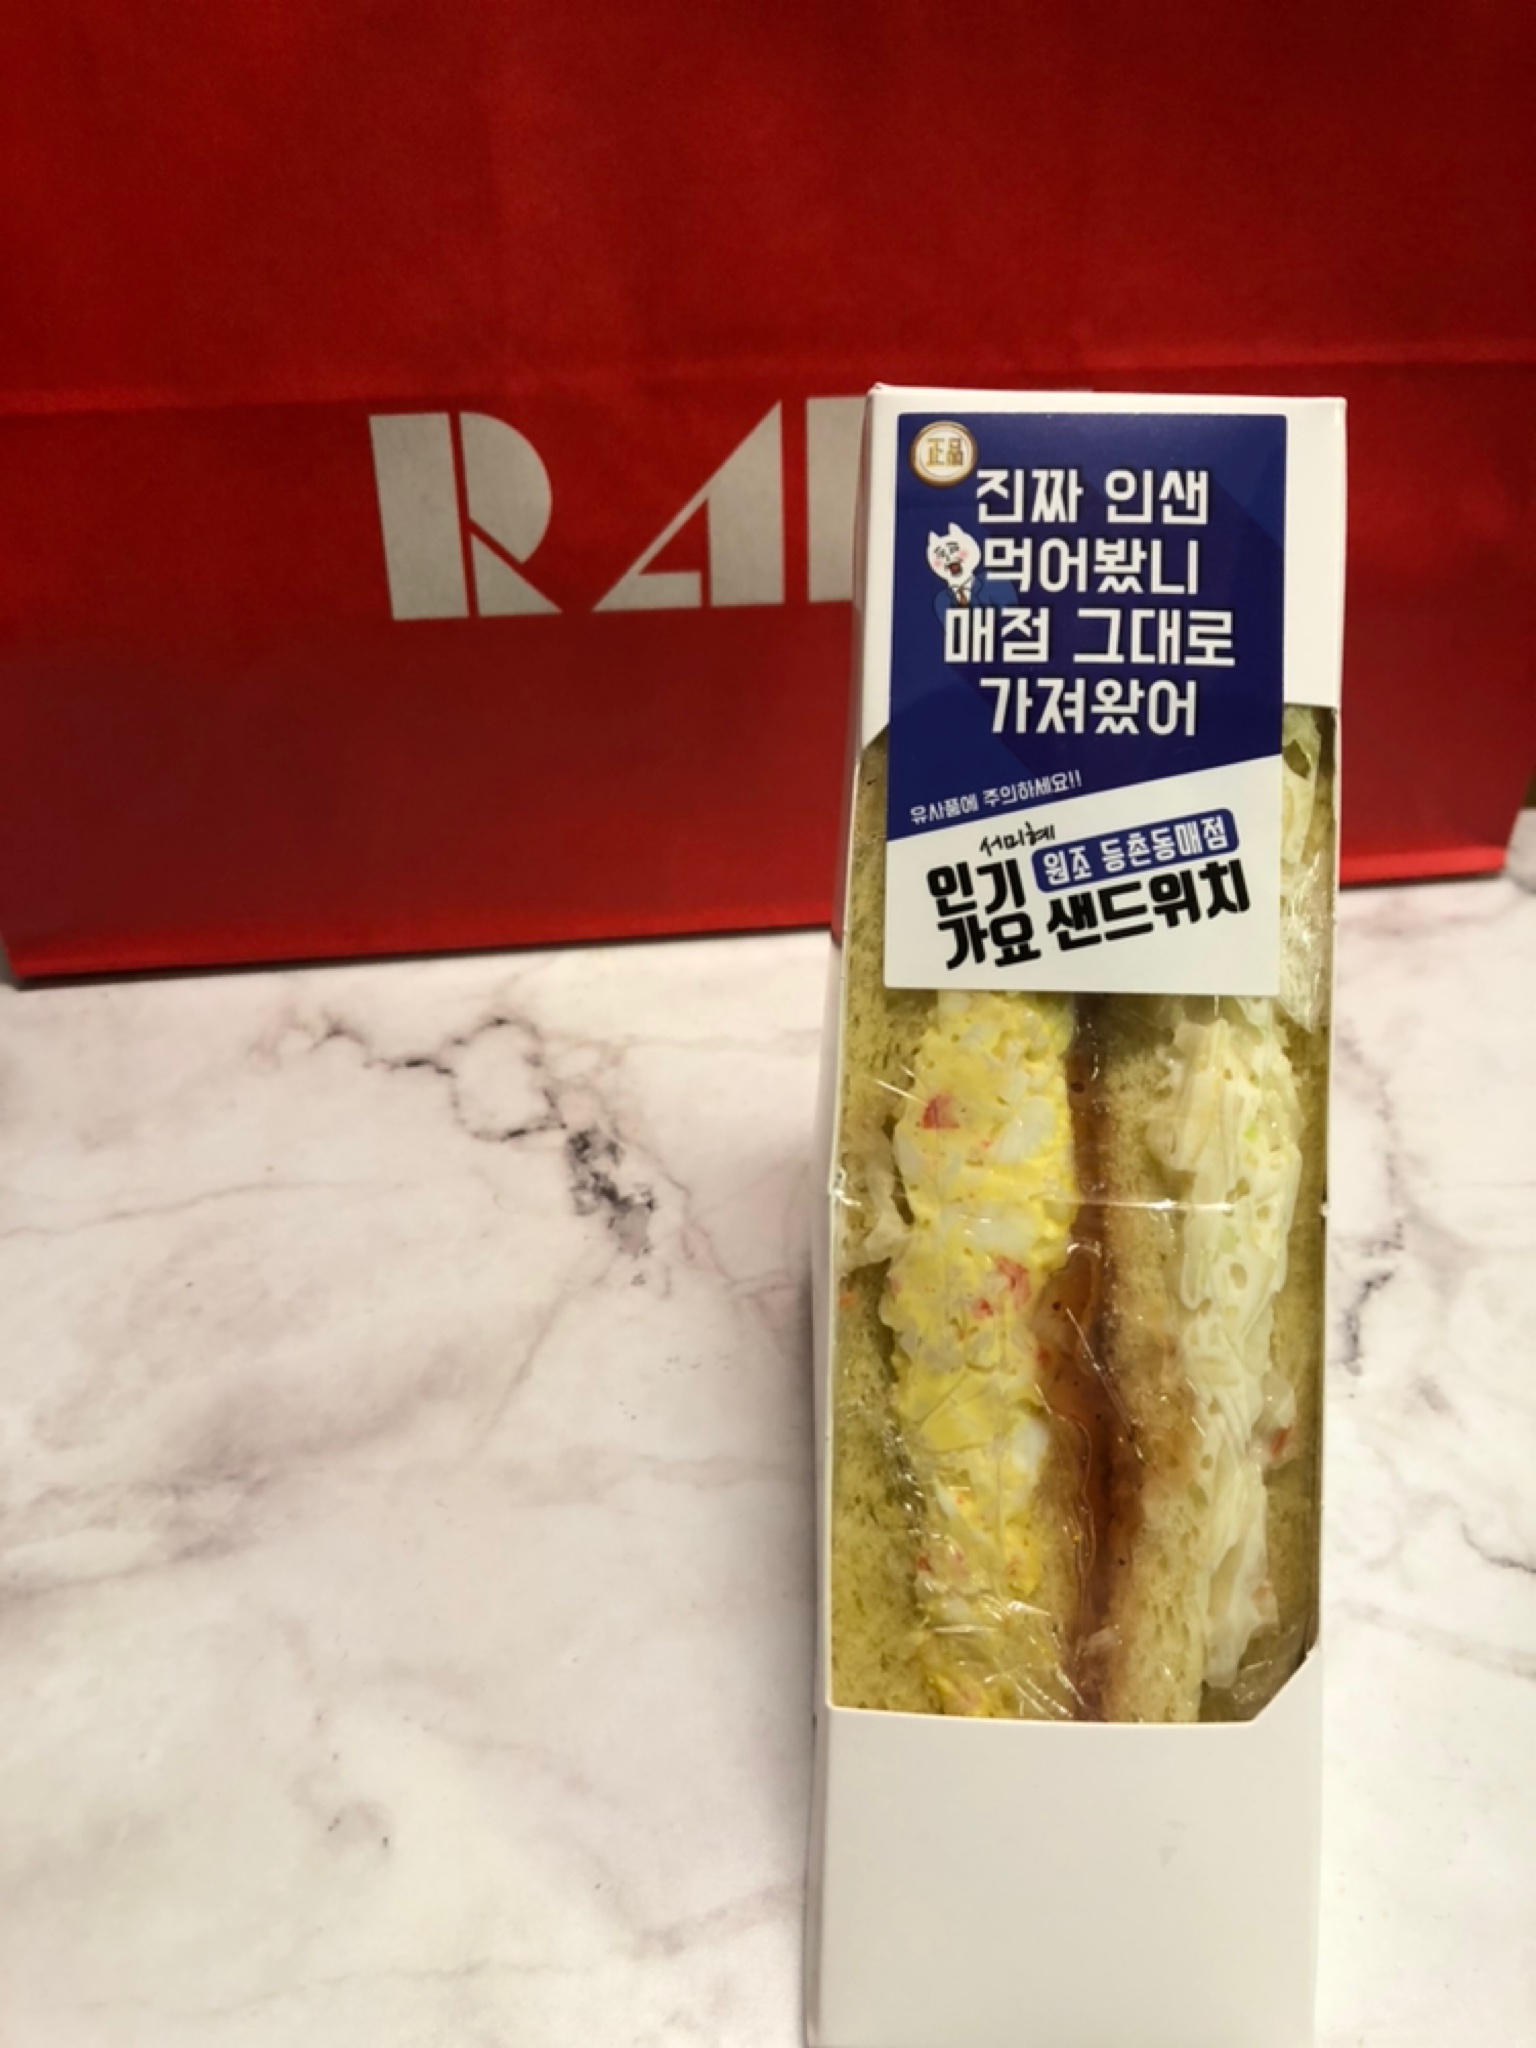 RA
正品
진짜 인샌
먹어봤니
매점 그대로
가져왔어
유사품에 주의하세요!!
서미혜
원조 등촌동매점
인기
가요 샌드위치